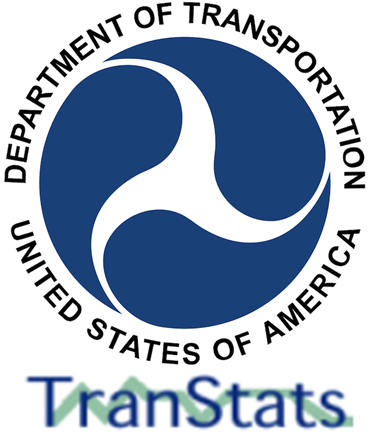 DEPARTMENT OF TRANSPORTATION
UNITED STATES OF AMERICA
TranStats